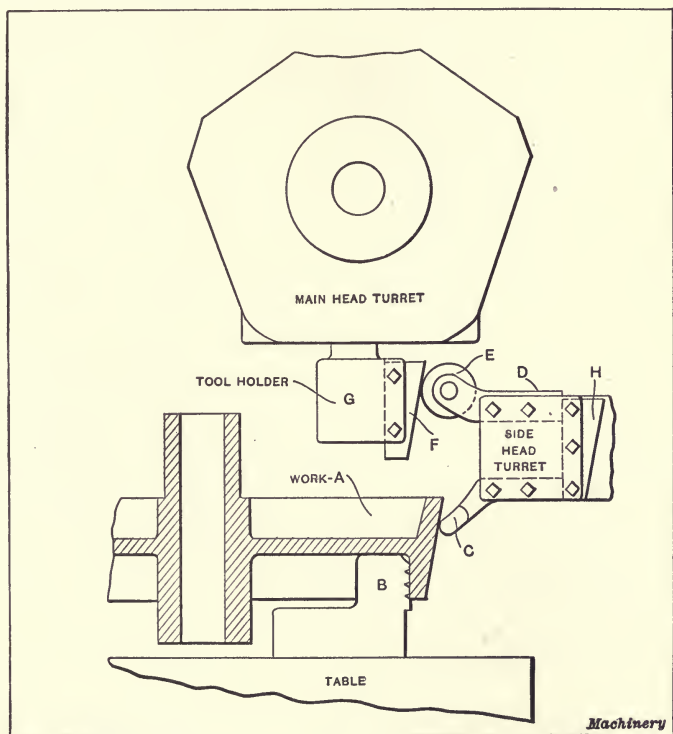 MAIN HEAD TURRET
E
D
H
TOOL HOLDER
G
F
SIDE
HEAD
TURRET
WORK-A
C
B
TABLE
Machinery